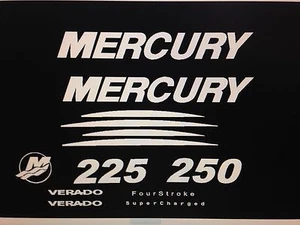 MERCURY
MERCURY
M 225 250
VERADO FourStroke
VERADO SuperCharged